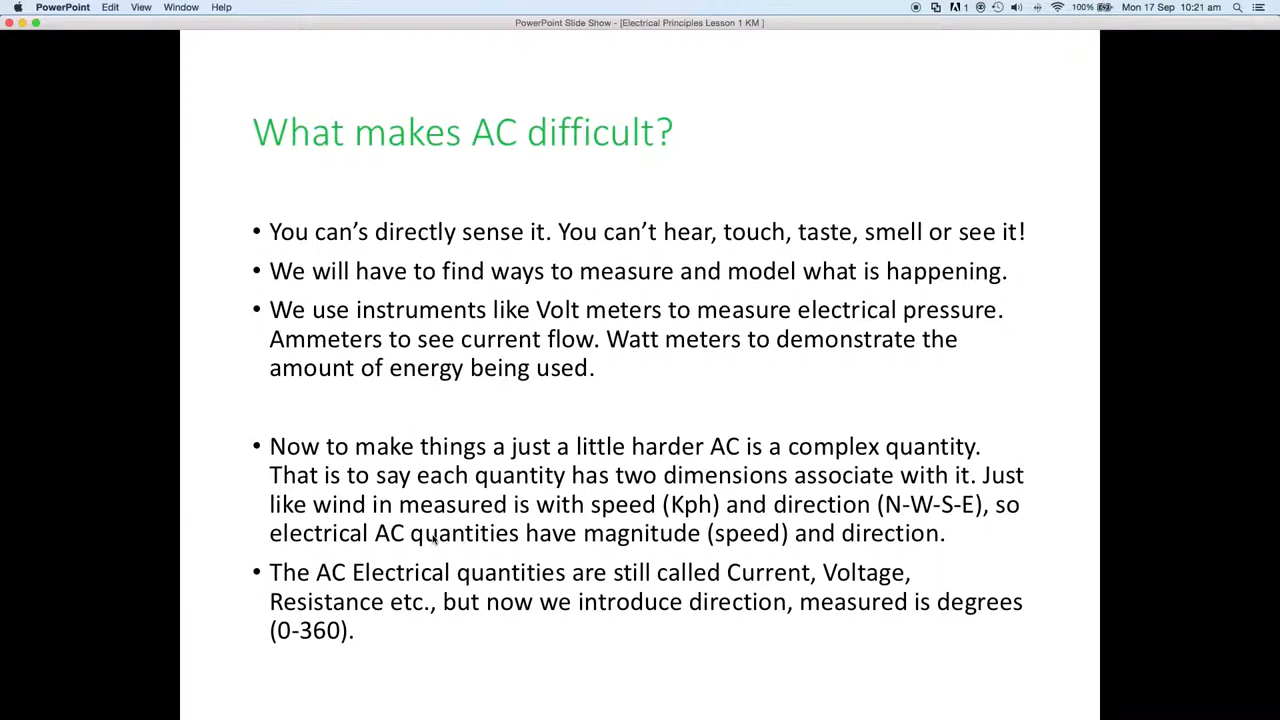 PowerPoint Edit View Window Help 1 100% Mon 17 Sep 10:21 am
PowerPoint Slide Show - [Electrical Principles Lesson 1 KM ]
What makes AC difficult?
• You can’s directly sense it. You can’t hear, touch, taste, smell or see it!
• We will have to find ways to measure and model what is happening.
• We use instruments like Volt meters to measure electrical pressure.
Ammeters to see current flow. Watt meters to demonstrate the
amount of energy being used.
• Now to make things a just a little harder AC is a complex quantity.
That is to say each quantity has two dimensions associate with it. Just
like wind in measured is with speed (Kph) and direction (N-W-S-E), so
electrical AC quantities have magnitude (speed) and direction.
• The AC Electrical quantities are still called Current, Voltage,
Resistance etc., but now we introduce direction, measured is degrees
(0-360).